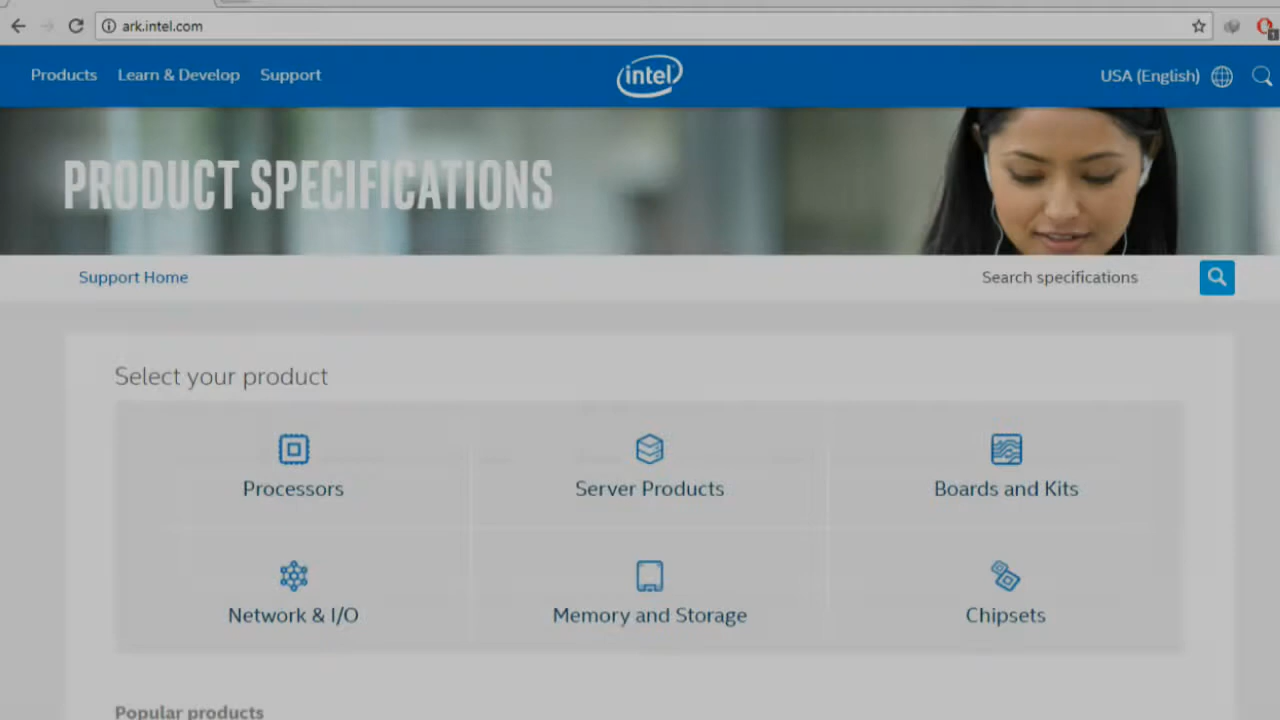 ark.intel.com
1
Products Learn & Develop Support
intel
USA (English)
PRODUCT SPECIFICATIONS
Support Home
Search specifications
Select your product
Processors
Server Products
Boards and Kits
Network & I/O
Memory and Storage
Chipsets
Popular products